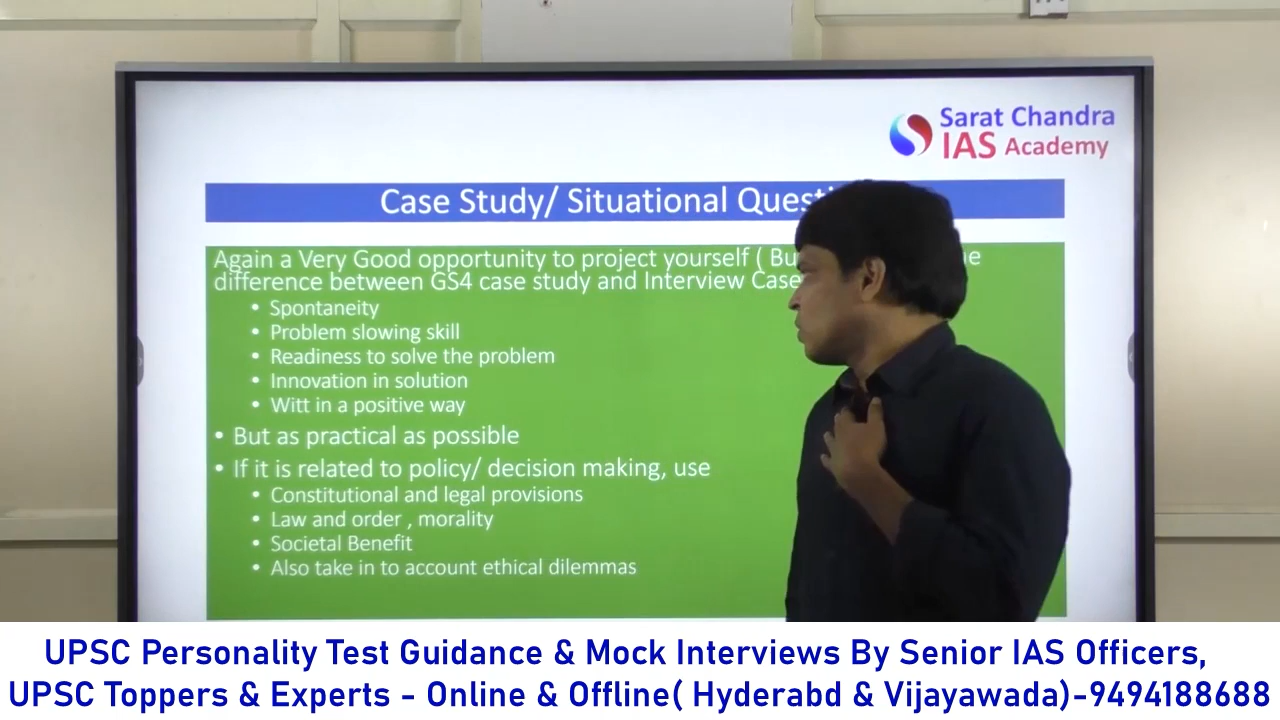 Sarat Chandra
IAS Academy
Case Study/ Situational
Again a Very Good opportunity to project yourself (
difference between GS4 case study and Interview Case
• Spontaneity
• Problem slowing skill
• Readiness to solve the problem
• Innovation in solution
• Witt in a positive way
• But as practical as possible
• If it is related to policy/ decision making, use
• Constitutional and legal provisions
• Law and order , morality
• Societal Benefit
• Also take in to account ethical dilemmas
UPSC Personality Test Guidance & Mock Interviews By Senior IAS Officers,
UPSC Toppers & Experts - Online & Offline( Hyderabd & Vijayawada)-9494188688